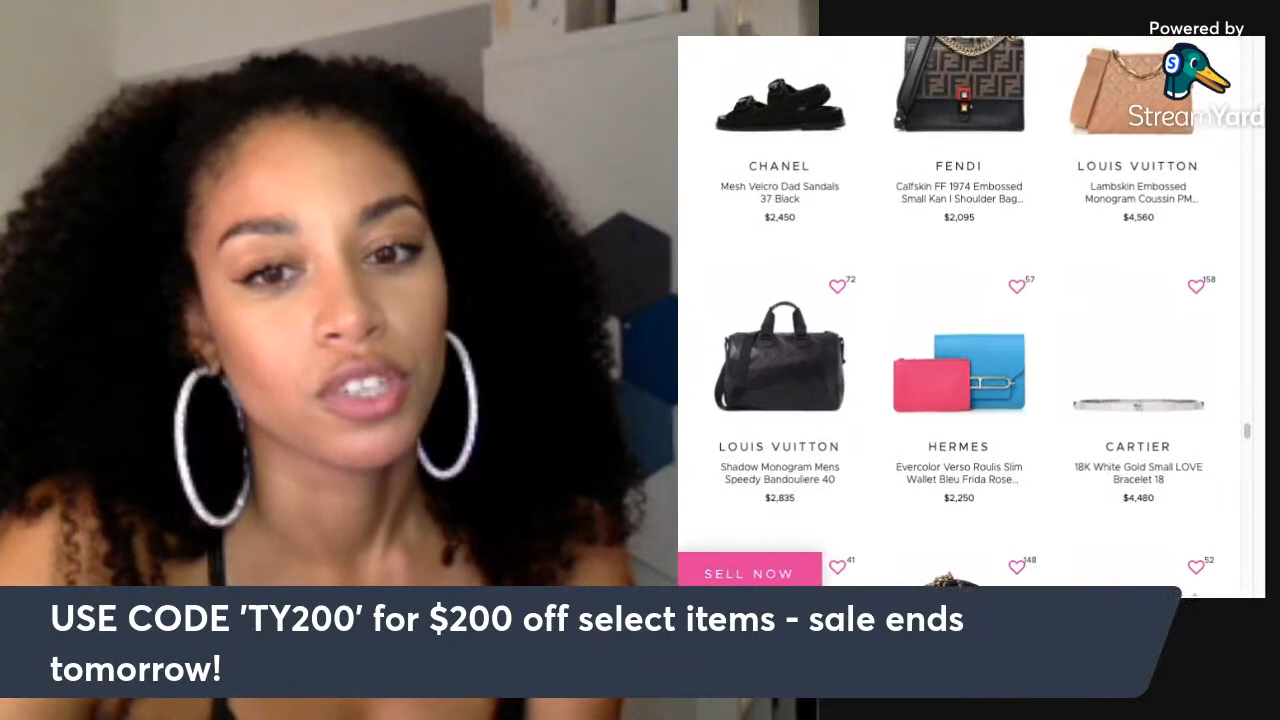 Powered by
StreamYard
CHANEL
Mesh Velcro Dad Sandals
37 Black
$2,450
FENDI
Calfskin FF 1974 Embossed
Small Kan I Shoulder Bag...
$2,095
LOUIS VUITTON
Lambskin Embossed
Monogram Coussin PM...
$4,560
72
LOUIS VUITTON
Shadow Monogram Mens
Speedy Bandouliere 40
$2,835
57
HERMES
Evercolor Verso Roulis Slim
Wallet Bleu Frida Rose...
$2,250
158
CARTIER
18K White Gold Small LOVE
Bracelet 18
$4,480
SELL NOW
41
148
52
USE CODE 'TY200' for $200 off select items - sale ends
tomorrow!